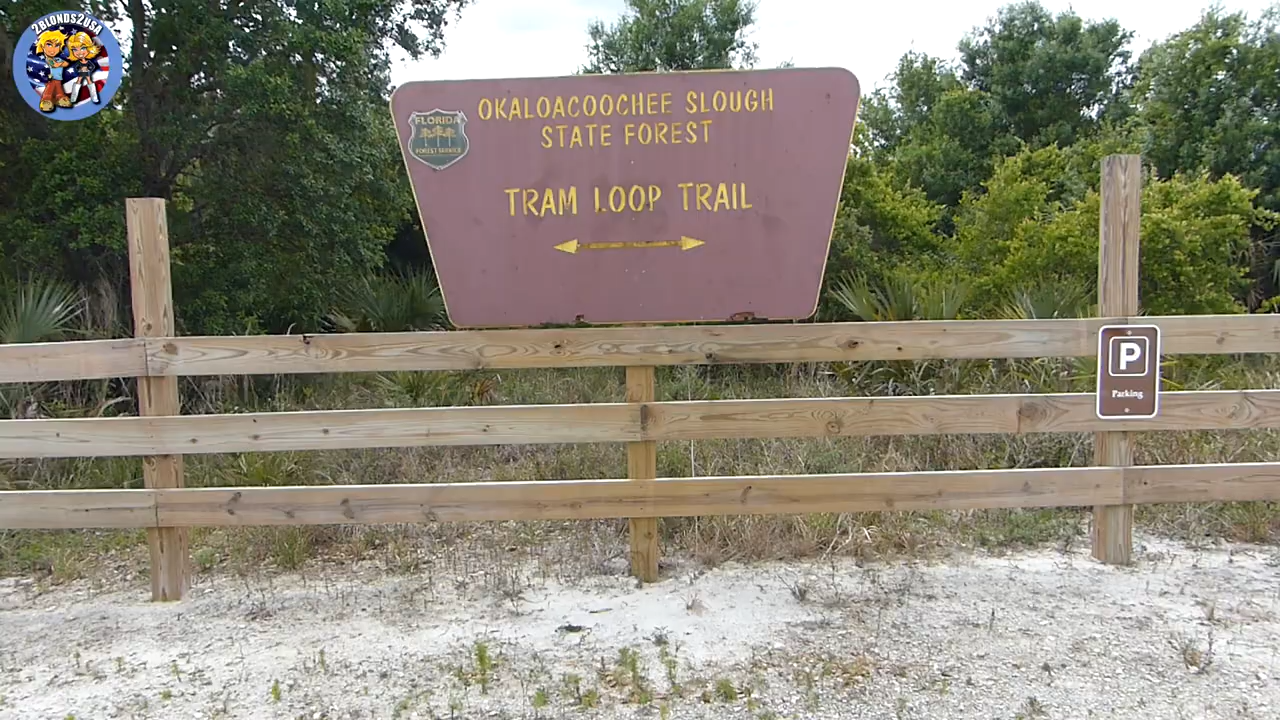 2BLONDS2USA
OKALOACOOCHEE SLOUGH
STATE FOREST
FLORIDA
FOREST SERVICE
TRAM LOOP TRAIL
P
Parking